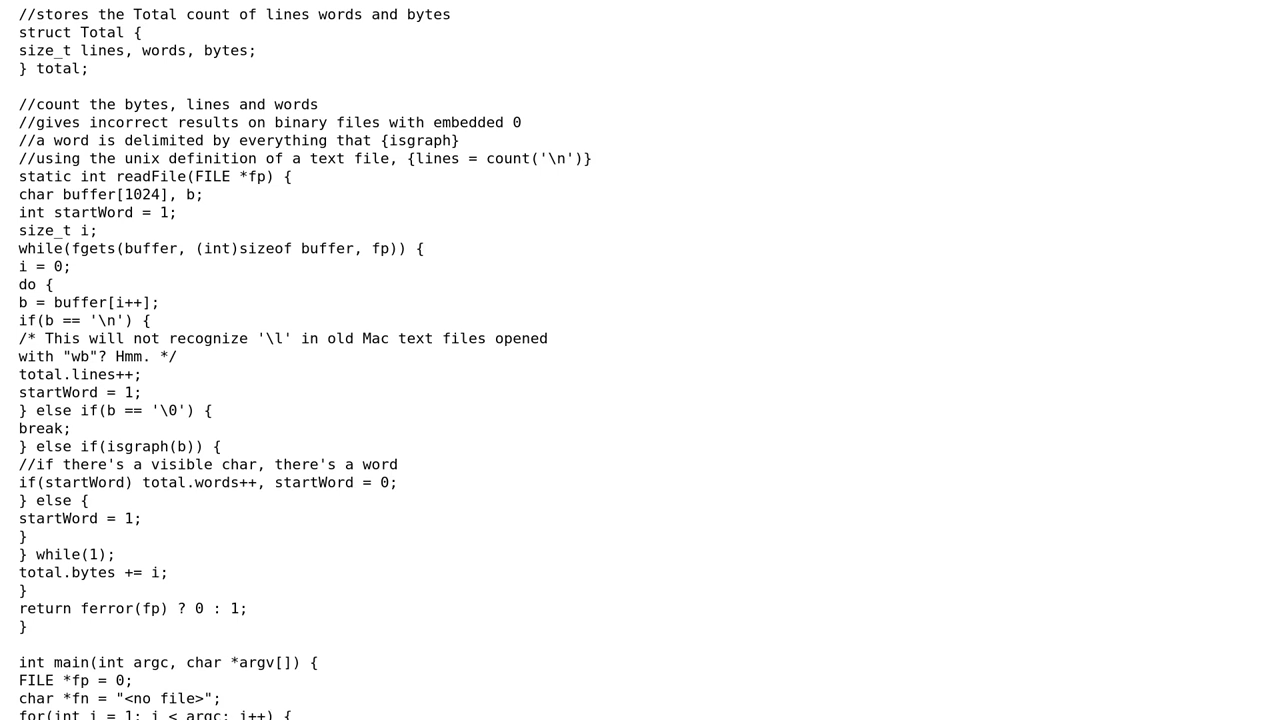 //stores the Total count of lines words and bytes
struct Total {
size_t lines, words, bytes;
} total;

//count the bytes, lines and words
//gives incorrect results on binary files with embedded 0
//a word is delimited by everything that {isgraph}
//using the unix definition of a text file, {lines = count('\n')}
static int readFile(FILE *fp) {
char buffer[1024], b;
int startWord = 1;
size_t i;
while(fgets(buffer, (int)sizeof buffer, fp)) {
i = 0;
do {
b = buffer[i++];
if(b == '\n') {
/* This will not recognize '\l' in old Mac text files opened
with "wb"? Hmm. */
total.lines++;
startWord = 1;
} else if(b == '\0') {
break;
} else if(isgraph(b)) {
//if there's a visible char, there's a word
if(startWord) total.words++, startWord = 0;
} else {
startWord = 1;
}
} while(1);
total.bytes += i;
}
return ferror(fp) ? 0 : 1;
}

int main(int argc, char *argv[]) {
FILE *fp = 0;
char *fn = "<no file>";
for(int i = 1; i < argc; i++) {